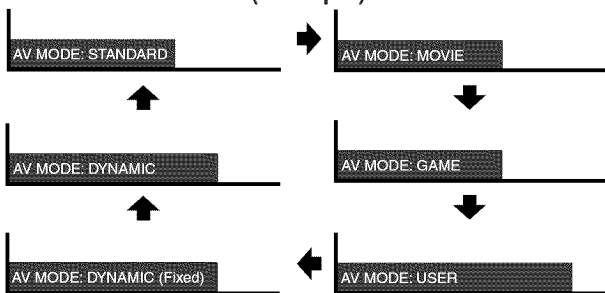 AV MODE: STANDARD
AV MODE: MOVIE
AV MODE: DYNAMIC
AV MODE: GAME
AV MODE: DYNAMIC (Fixed)
AV MODE: USER